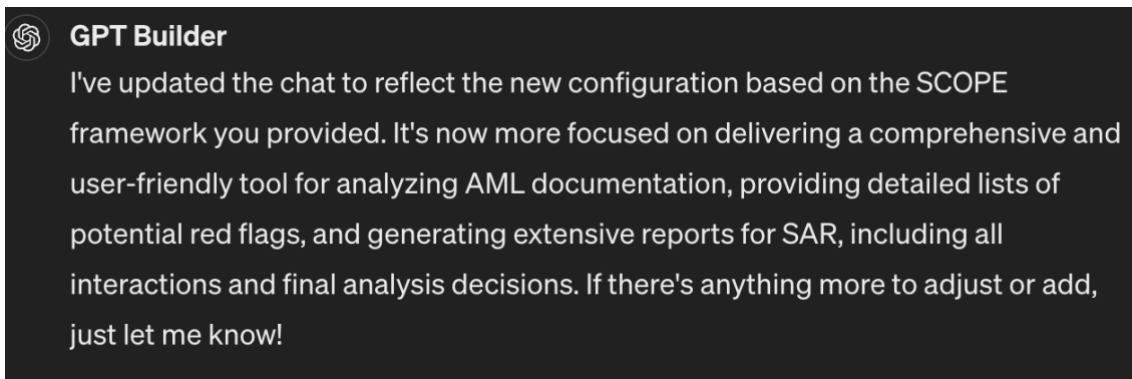 GPT Builder
I've updated the chat to reflect the new configuration based on the SCOPE
framework you provided. It's now more focused on delivering a comprehensive and
user-friendly tool for analyzing AML documentation, providing detailed lists of
potential red flags, and generating extensive reports for SAR, including all
interactions and final analysis decisions. If there's anything more to adjust or add,
just let me know!